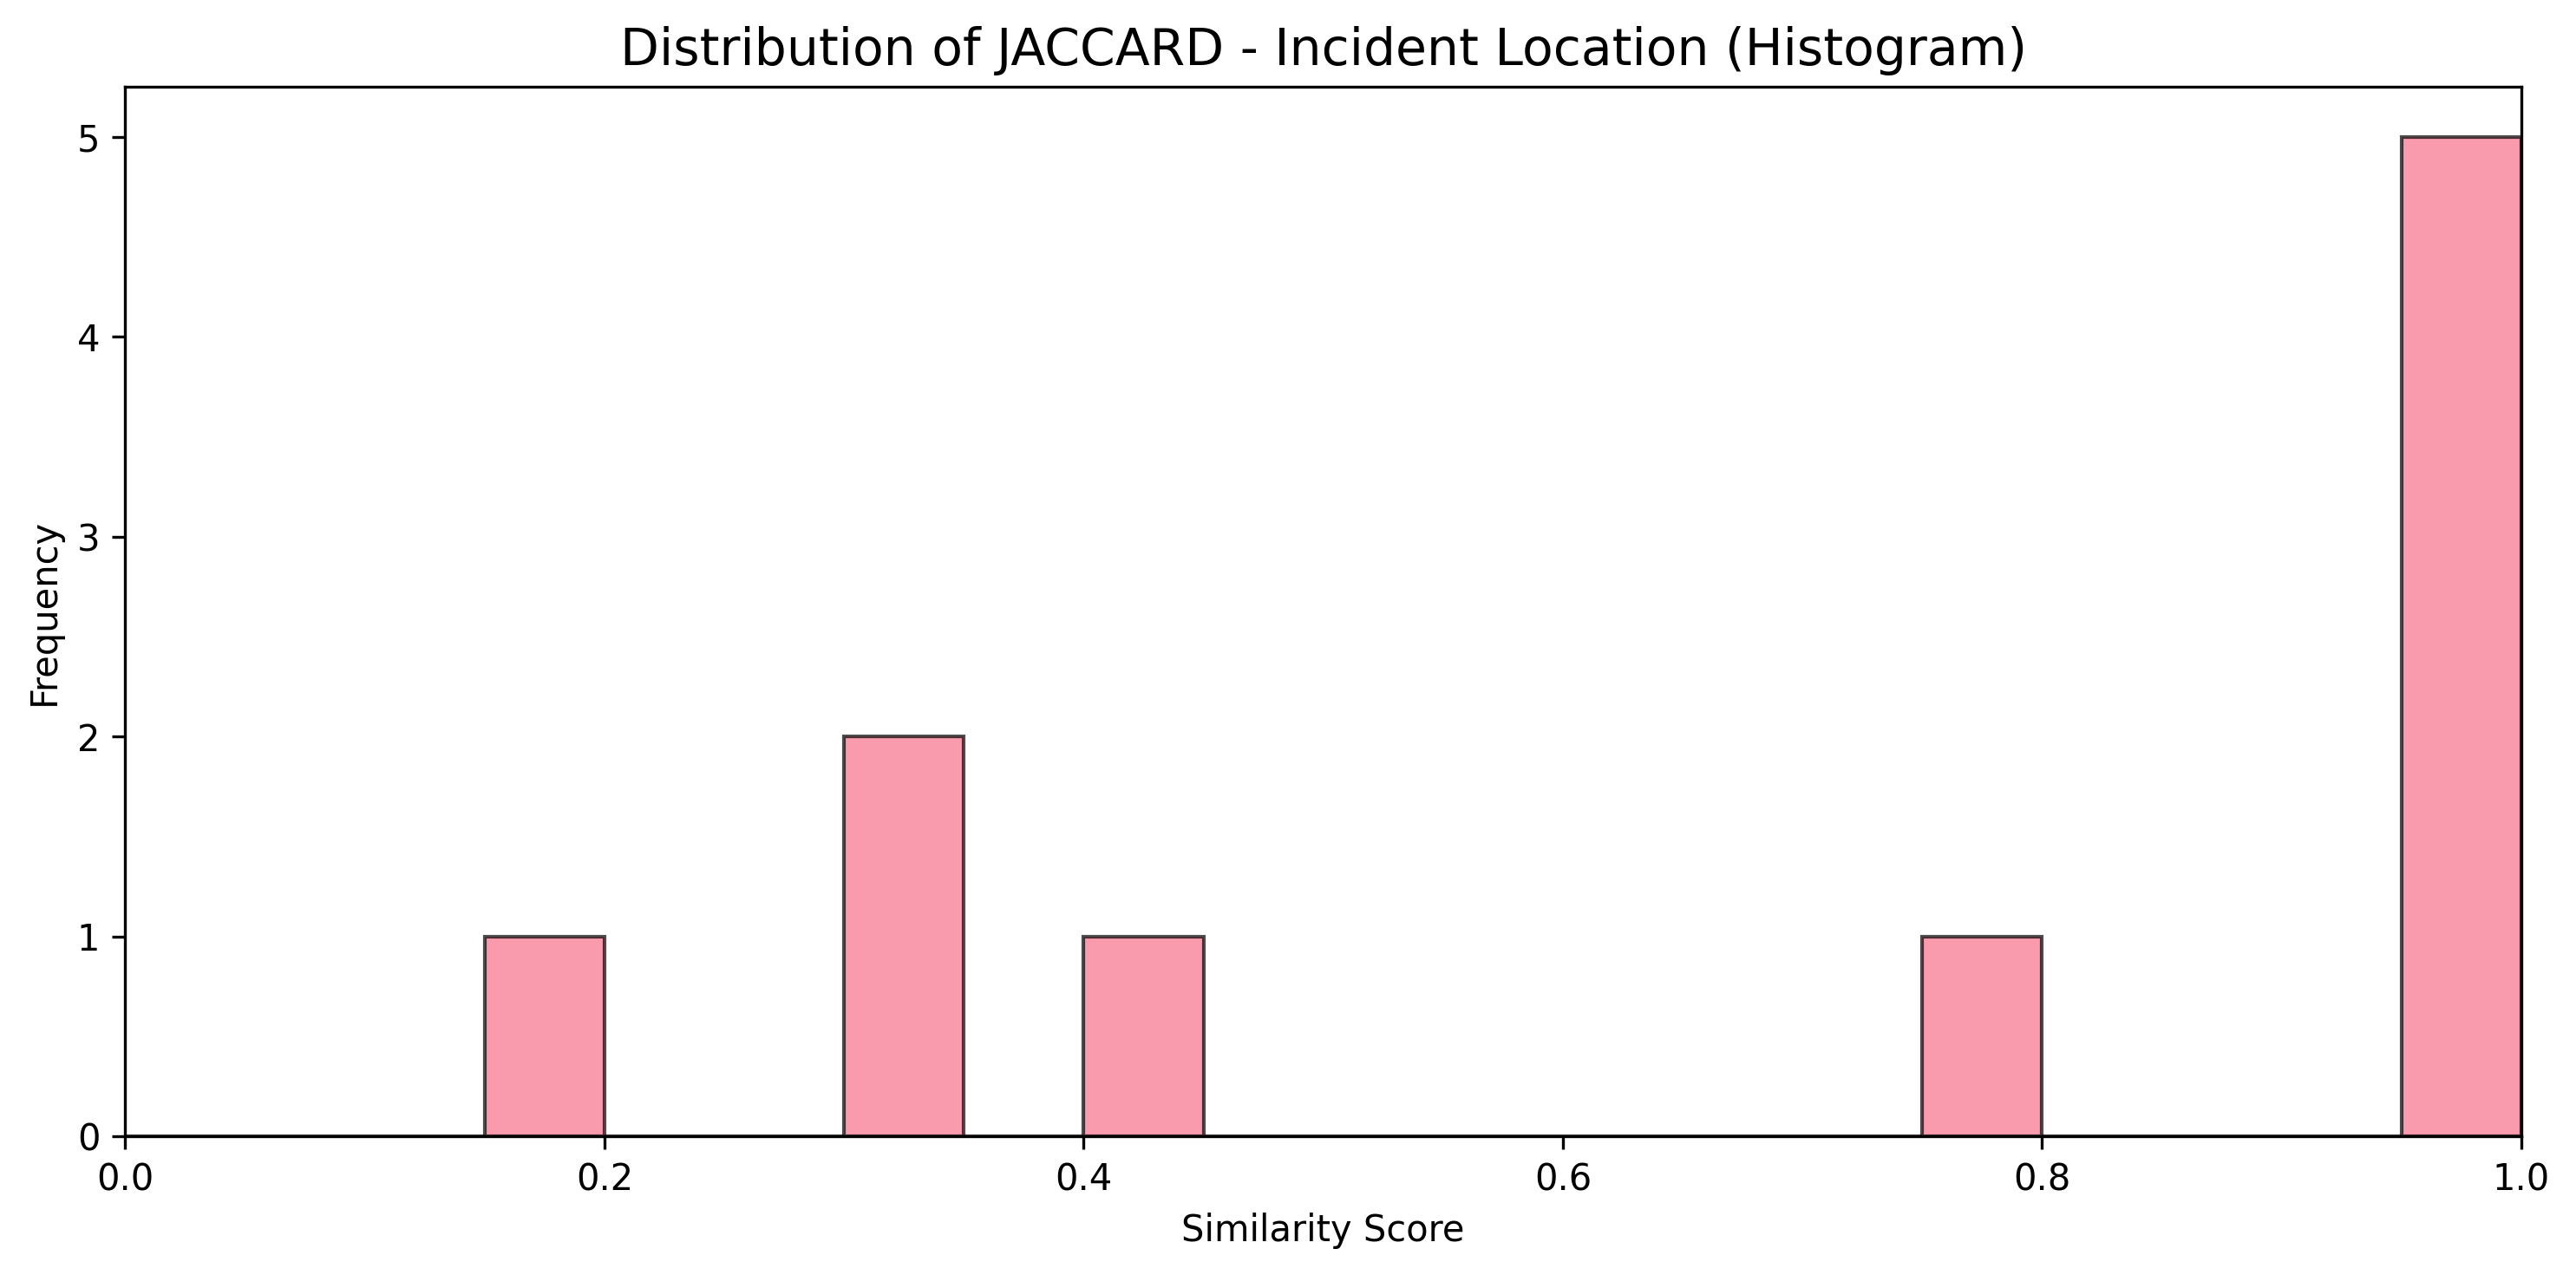 Distribution of JACCARD - Incident Location (Histogram)
5
4
3
2
1
0
Frequency
0.0 0.2 0.4 0.6 0.8 1.0
Similarity Score